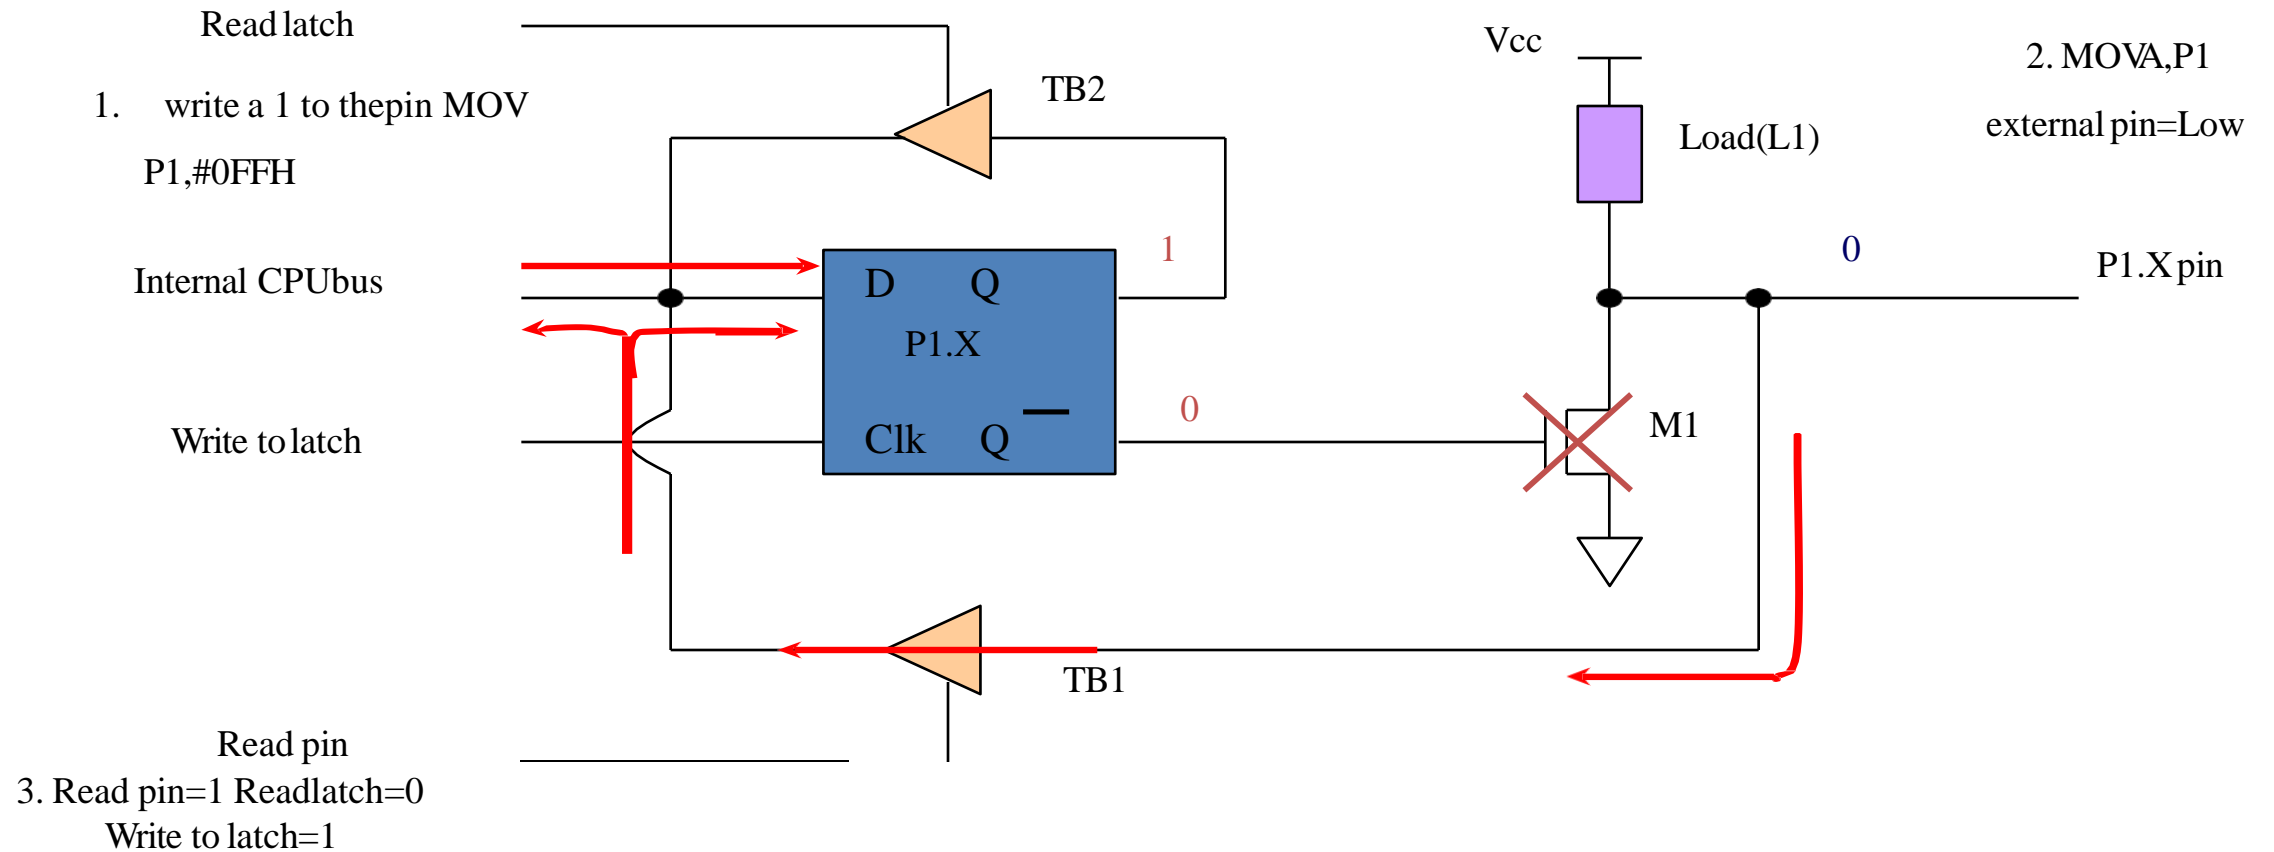 Read latch
1. write a 1 to thepin MOV
P1,#0FFH
TB2
Vcc
Load(L1)
2. MOVA,P1
external pin=Low
Internal CPUbus
D Q
1
P1.X
0
P1.X pin
Write to latch
Clk Q
0
M1
TB1
Read pin
3. Read pin=1 Readlatch=0
Write to latch=1